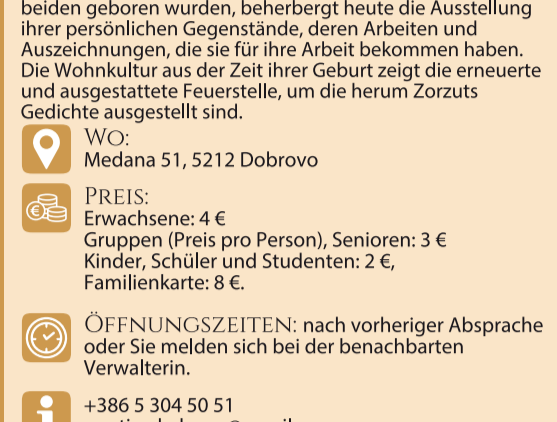 beiden geboren wurden, beherbergt heute die Ausstellung
ihrer persönlichen Gegenstände, deren Arbeiten und
Auszeichnungen, die sie für ihre Arbeit bekommen haben.
Die Wohnkultur aus der Zeit ihrer Geburt zeigt die erneuerte
und ausgestattete Feuerstelle, um die herum Zorzuts
Gedichte ausgestellt sind.
Wo:
Medana 51, 5212 Dobrovo
Preis:
Erwachsene: 4 €
Gruppen (Preis pro Person), Senioren: 3 €
Kinder, Schüler und Studenten: 2 €,
Familienkarte: 8 €.
Öffnungszeiten: nach vorheriger Absprache
oder Sie melden sich bei der benachbarten
Verwalterin.
+386 5 304 50 51